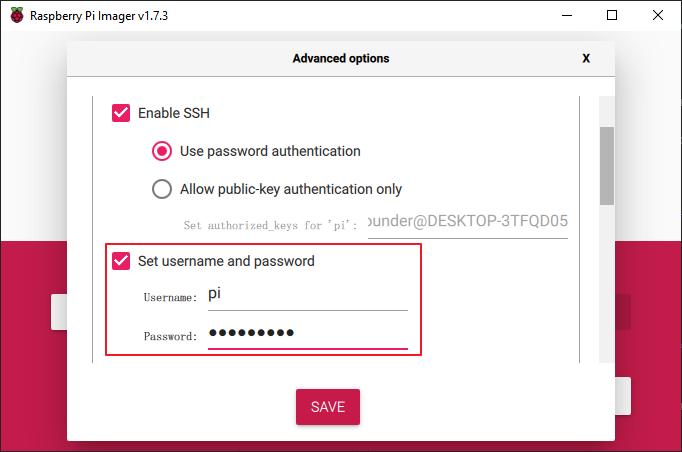 Raspberry Pi Imager v1.7.3
Advanced options X
Enable SSH
Use password authentication
Allow public-key authentication only
Set authorized_keys for 'pi': ounder@DESKTOP-3TFQD05
Set username and password
Username: pi
Password: ●●●●●●●●●
SAVE